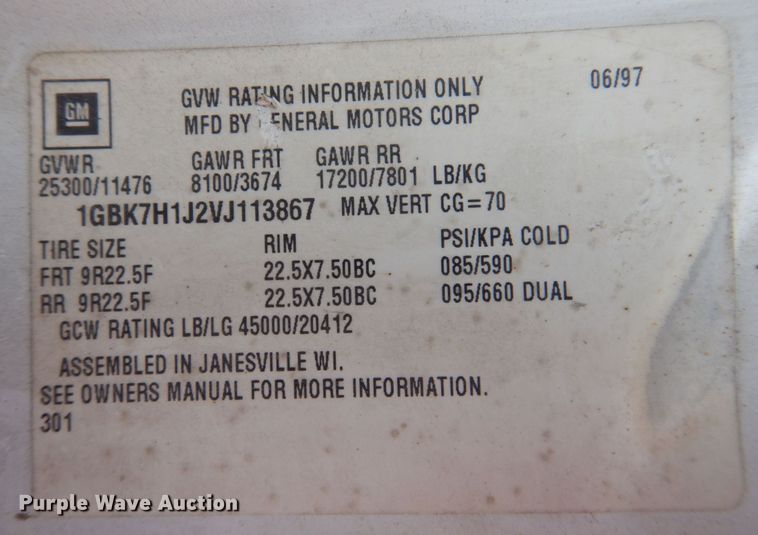 GM
GVW RATING INFORMATION ONLY 06/97
MFD BY ENERAL MOTORS CORP
GVWR GAWR FRT GAWR RR
25300/11476 8100/3674 17200/7801 LB/KG
1GBK7H1J2VJ113867 MAX VERT CG=70
TIRE SIZE RIM PSI/KPA COLD
FRT 9R22.5F 22.5X7.50BC 085/590
RR 9R22.5F 22.5X7.50BC 095/660 DUAL
GCW RATING LB/LG 45000/20412
ASSEMBLED IN JANESVILLE WI.
SEE OWNERS MANUAL FOR MORE INFORMATION.
301
Purple Wave Auction